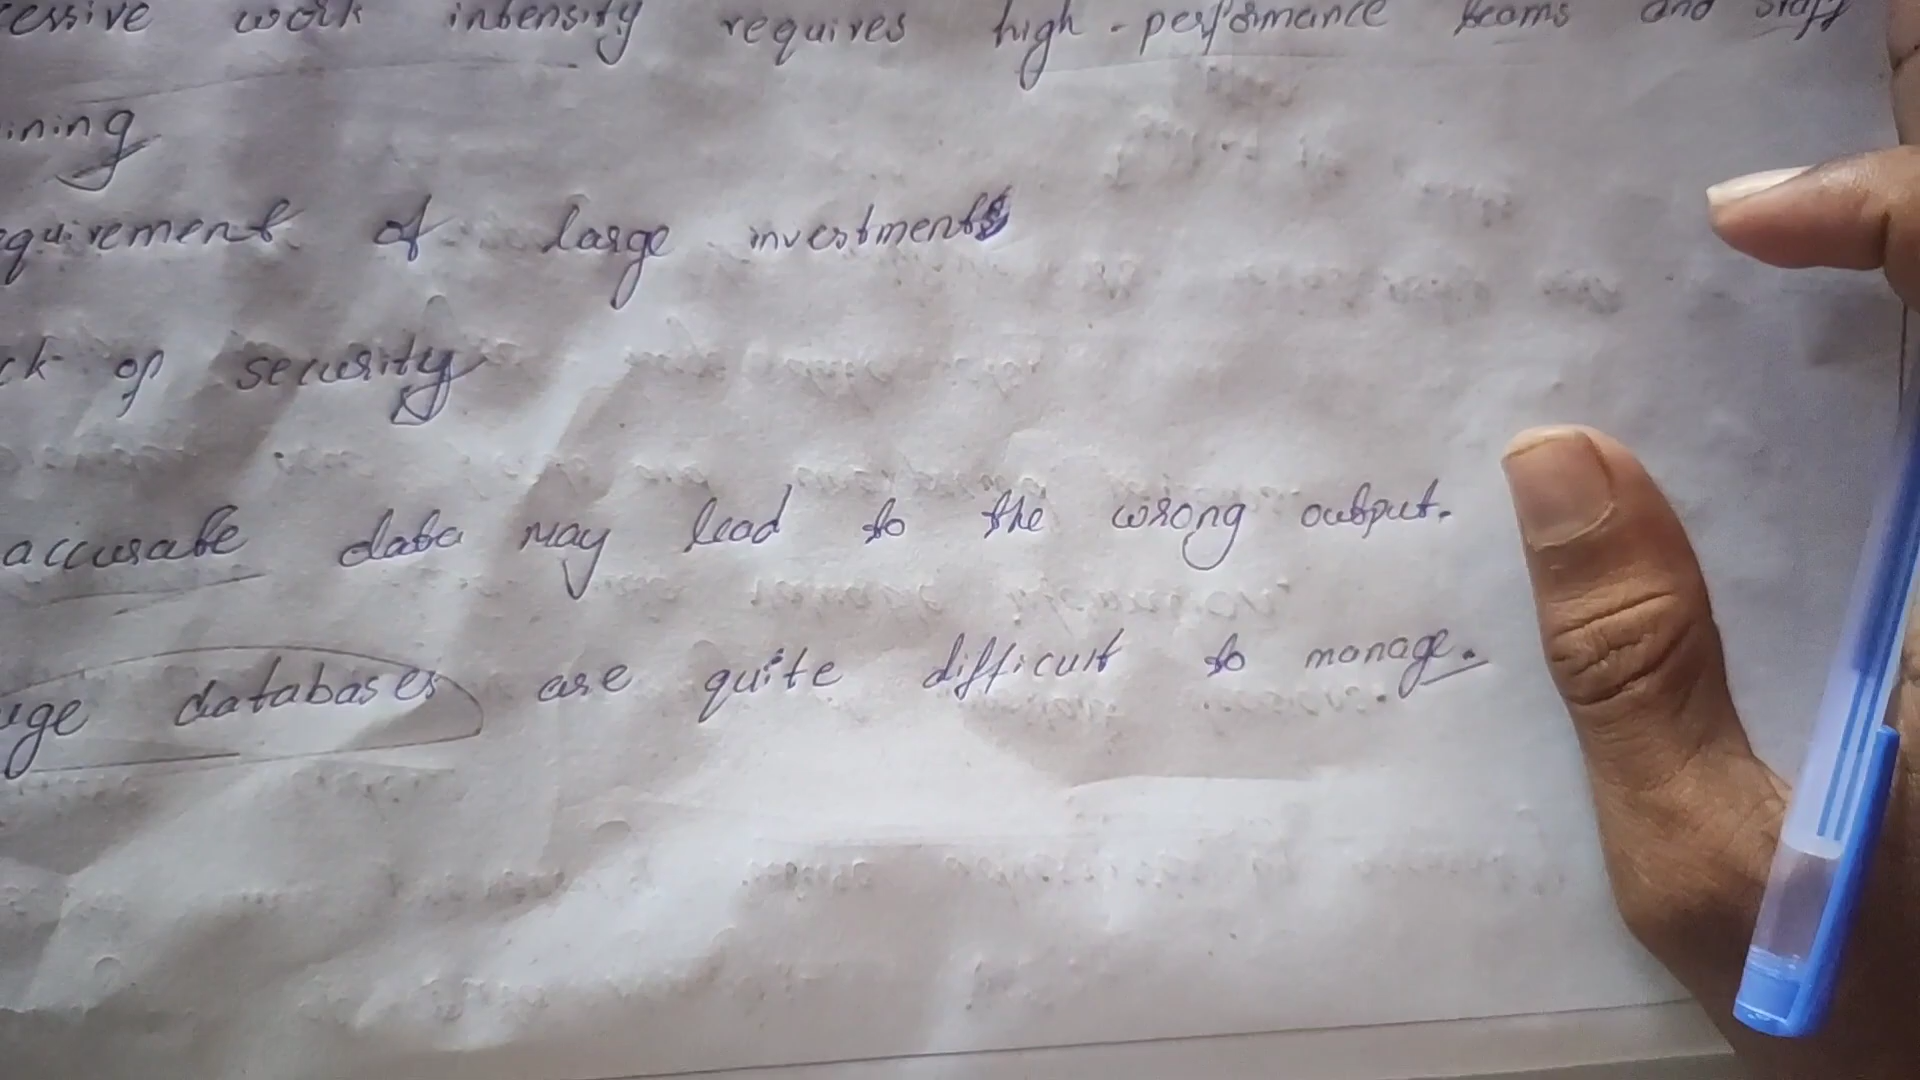 essive work intensity requires high-performance teams and staff
ining
quirement of large investments
ck of security
accurate data may lead to the wrong output.
uge databases are quite difficult to manage.